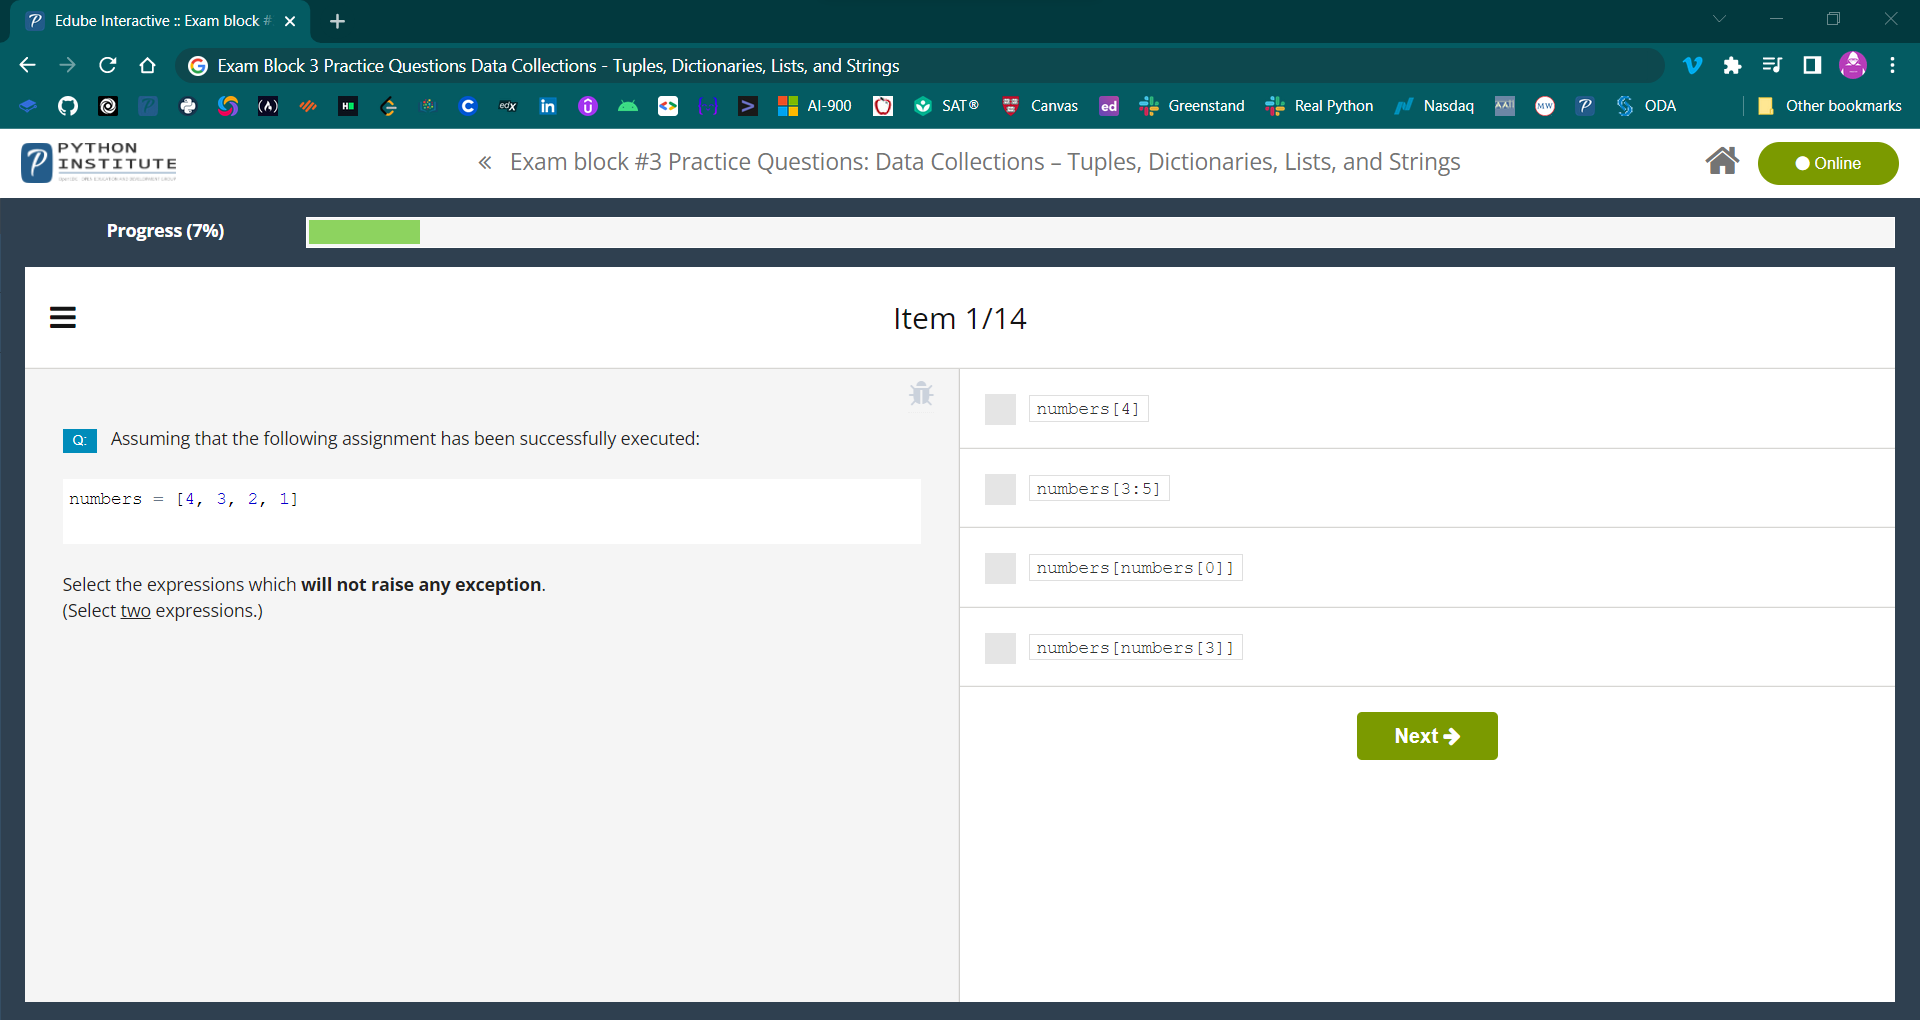 Edube Interactive :: Exam block #
Exam Block 3 Practice Questions Data Collections - Tuples, Dictionaries, Lists, and Strings
AI-900
SAT®
Canvas
ed
Greenstand
Real Python
Nasdaq
ODA
Other bookmarks
PYTHON
INSTITUTE
« Exam block #3 Practice Questions: Data Collections – Tuples, Dictionaries, Lists, and Strings
Online
Progress (7%)
Item 1/14
Q: Assuming that the following assignment has been successfully executed:
numbers = [4, 3, 2, 1]
Select the expressions which will not raise any exception.
(Select two expressions.)
numbers[4]
numbers[3:5]
numbers[numbers[0]]
numbers[numbers[3]]
Next